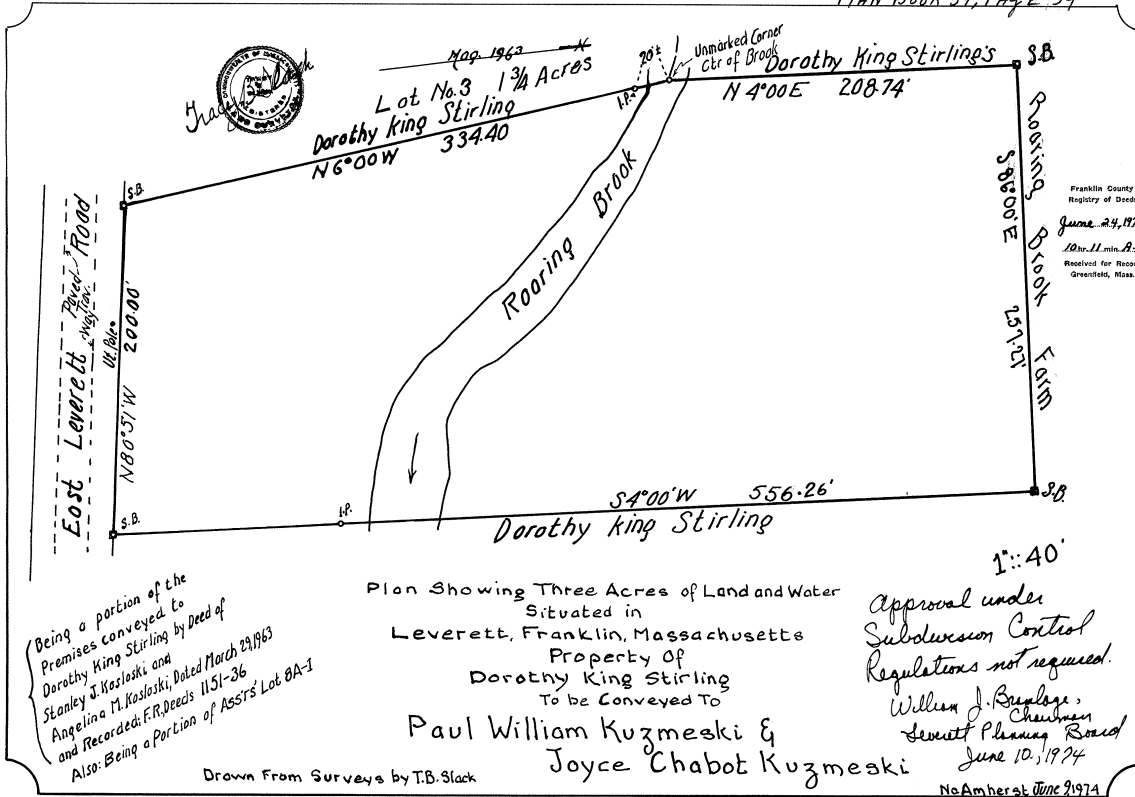 PLAN BOOK 39, PAGE 39
Mag. 1963 N
Lot No.3 1 3/4 Acres
Dorothy King Stirling
N6°00W 334.40
20'±
I.P.
Unmarked Corner
Ctr of Brook
Dorothy King Stirling's
N 4°00E 208.74'
S.B.
Roaring Brook Farm
S86°00'E 257.27'
Franklin County
Registry of Deeds
June 24, 197
10 hr. 11 min. A.
Received for Reco
Greenfield, Mass.
S.B.
East Leverett Road
Paved
Way
Ut. Pole
N80°51'W 200.00'
S.B.
Roaring Brook
I.P.
S4°00'W 556.26'
S.B.
Dorothy King Stirling
1"::40'
Being a portion of the
Premises conveyed to
Dorothy King Stirling by Deed of
Stanley J. Kosloski and
Angelina M. Kosloski, Dated March 29,1963
and Recorded: F.R, Deeds 1151-36
Also: Being a Portion of Ass'rs' Lot 8A-1
Plan Showing Three Acres of Land and Water
Situated in
Leverett, Franklin, Massachusetts
Property Of
Dorothy King Stirling
To be Conveyed To
Paul William Kuzmeski &
Joyce Chabot Kuzmeski
Drawn From Surveys by T.B. Slack
Approval under
Subdivision Control
Regulations not required.
William J.
Chairman
Leverett Planning Board
June 10, 1974
No Amherst June 9, 1974